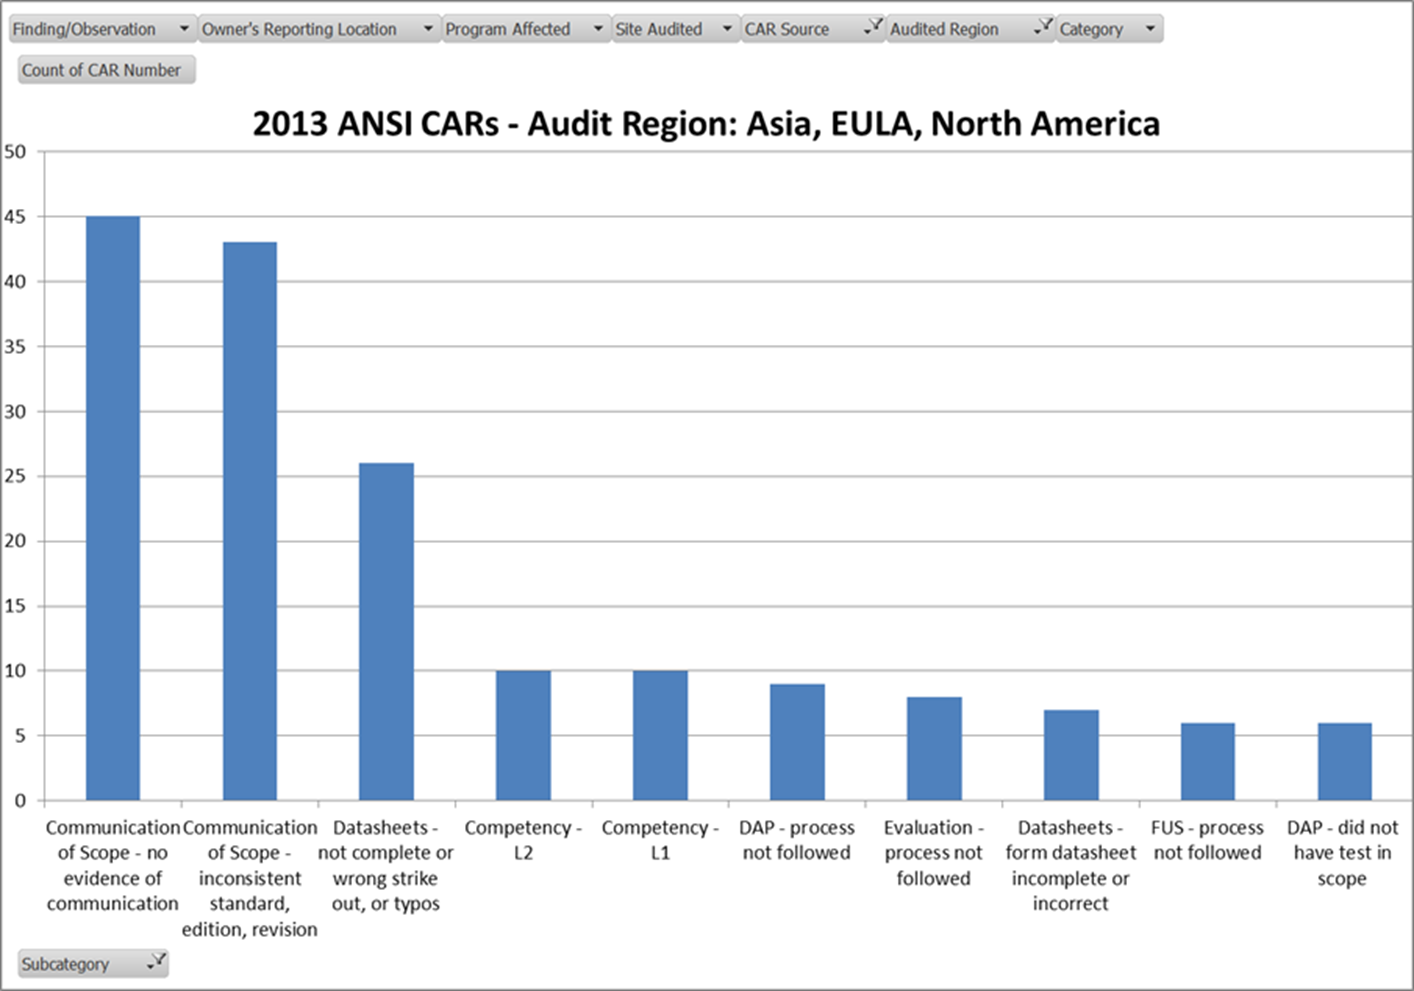 Finding/Observation Owner's Reporting Location Program Affected Site Audited CAR Source Audited Region Category
Count of CAR Number
2013 ANSI CARs - Audit Region: Asia, EULA, North America
50
45
40
35
30
25
20
15
10
5
0
Communication
of Scope - no
evidence of
communication
Communication
of Scope -
inconsistent
standard,
edition, revision
Datasheets -
not complete or
wrong strike
out, or typos
Competency -
L2
Competency -
L1
DAP - process
not followed
Evaluation -
process not
followed
Datasheets -
form datasheet
incomplete or
incorrect
FUS - process
not followed
DAP - did not
have test in
scope
Subcategory